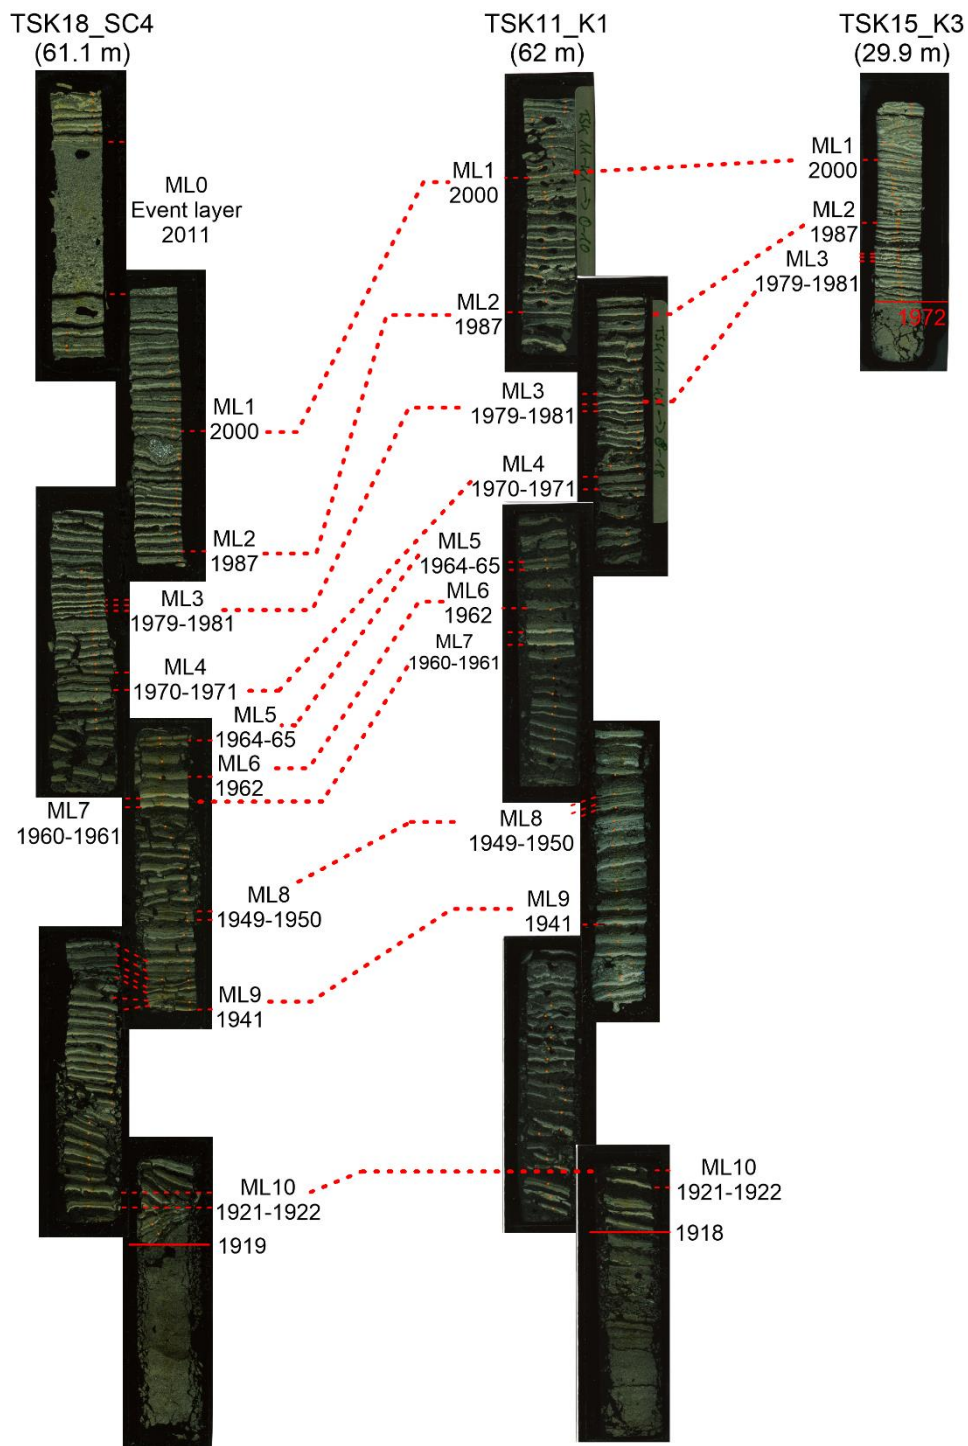 TSK18_SC4
(61.1 m)
TSK11_K1
(62 m)
TSK15_K3
(29.9 m)
ML0
Event layer
2011
ML1
2000
ML2
1987
ML3
1979-1981
ML4
1970-1971
ML5
1964-65
ML6
1962
ML7
1960-1961
ML8
1949-1950
ML9
1941
ML10
1921-1922
1919
ML1
2000
ML2
1987
ML3
1979-1981
ML4
1970-1971
ML5
1964-65
ML6
1962
ML7
1960-1961
ML8
1949-1950
ML9
1941
ML10
1921-1922
1918
ML1
2000
ML2
1987
ML3
1979-1981
1972